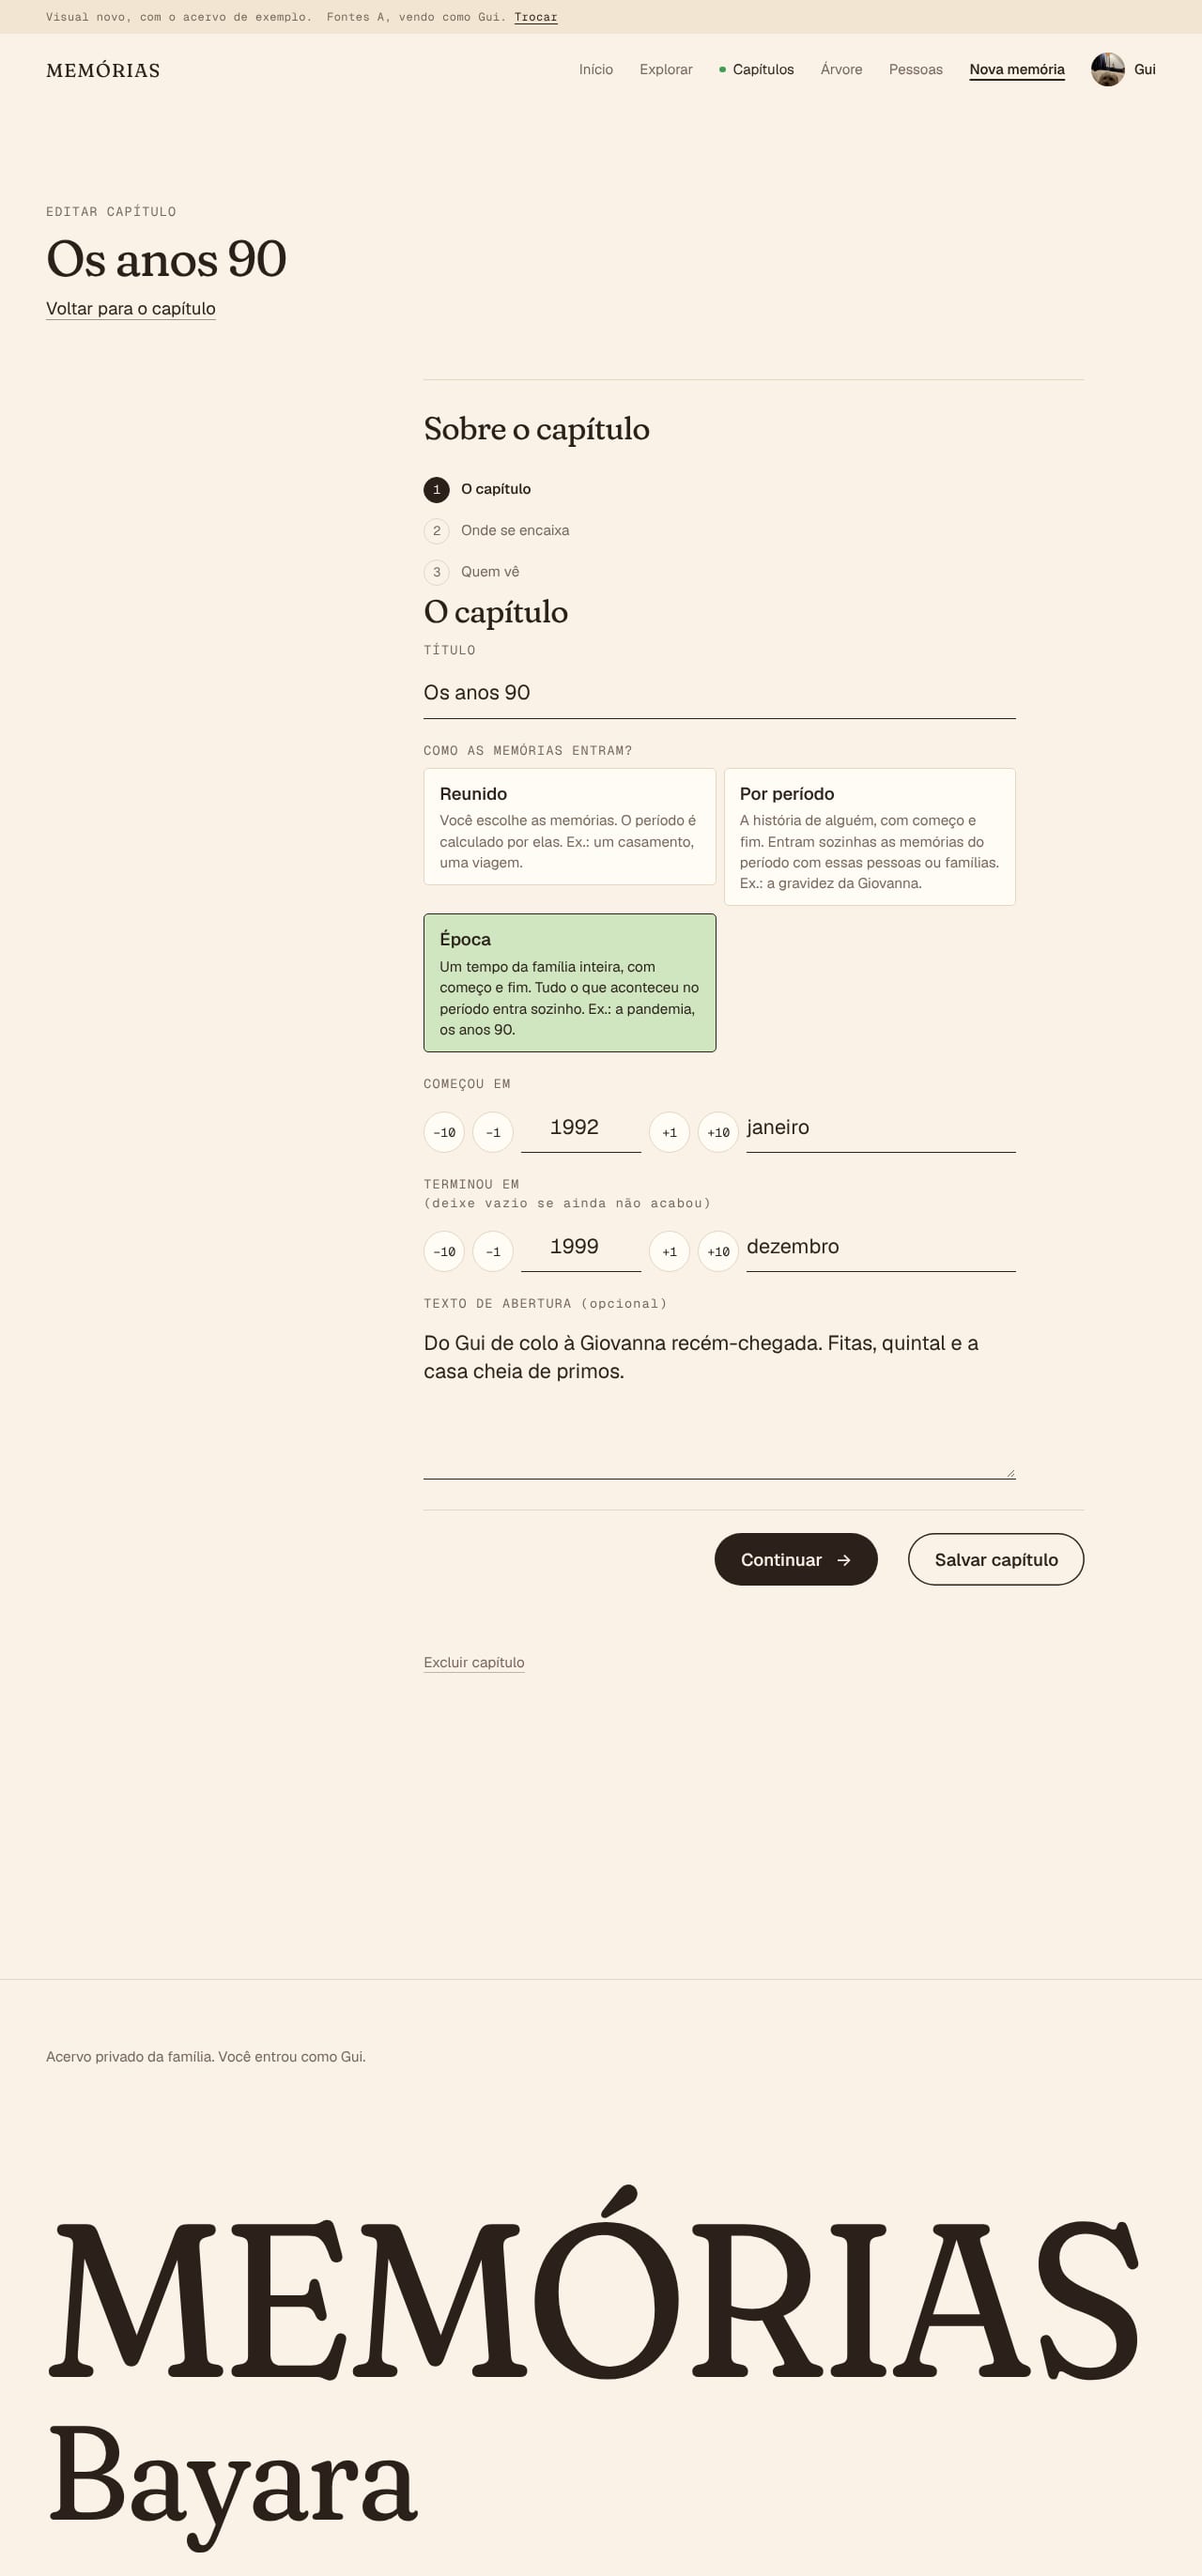 Visual novo, com o acervo de exemplo. Fontes A, vendo como Gui. Trocar
MEMÓRIAS
Início
Explorar
Capítulos
Árvore
Pessoas
Nova memória
Gui
EDITAR CAPÍTULO
Os anos 90
Voltar para o capítulo
Sobre o capítulo
1 O capítulo
2 Onde se encaixa
3 Quem vê
O capítulo
TÍTULO
Os anos 90
COMO AS MEMÓRIAS ENTRAM?
Reunido
Você escolhe as memórias. O período é
calculado por elas. Ex.: um casamento,
uma viagem.
Por período
A história de alguém, com começo e
fim. Entram sozinhas as memórias do
período com essas pessoas ou famílias.
Ex.: a gravidez da Giovanna.
Época
Um tempo da família inteira, com
começo e fim. Tudo o que aconteceu no
período entra sozinho. Ex.: a pandemia,
os anos 90.
COMEÇOU EM
−10 −1 1992 +1 +10 janeiro
TERMINOU EM
(deixe vazio se ainda não acabou)
−10 −1 1999 +1 +10 dezembro
TEXTO DE ABERTURA (opcional)
Do Gui de colo à Giovanna recém-chegada. Fitas, quintal e a
casa cheia de primos.
Continuar →
Salvar capítulo
Excluir capítulo
Acervo privado da família. Você entrou como Gui.
MEMÓRIAS
Bayara